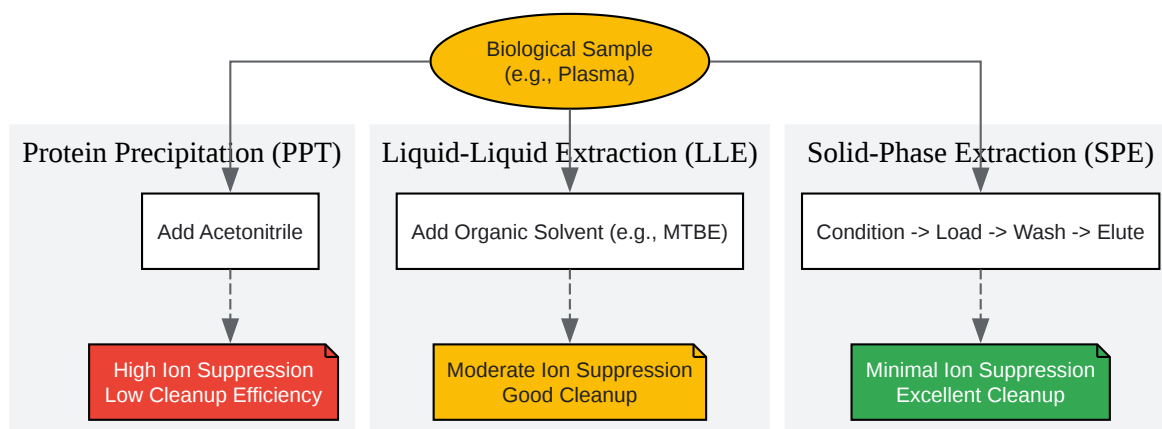 Biological Sample
(e.g., Plasma)
Protein Precipitation (PPT)
Add Acetonitrile
High Ion Suppression
Low Cleanup Efficiency
Liquid-Liquid Extraction (LLE)
Add Organic Solvent (e.g., MTBE)
Moderate Ion Suppression
Good Cleanup
Solid-Phase Extraction (SPE)
Condition -> Load -> Wash -> Elute
Minimal Ion Suppression
Excellent Cleanup